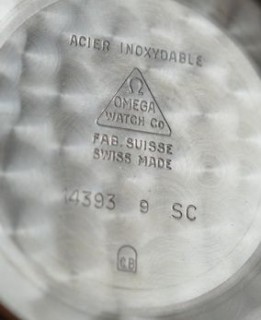 ACIER INOXYDABLE
Ω
OMEGA
WATCH Co
FAB. SUISSE
SWISS MADE
14393 9 SC
CB